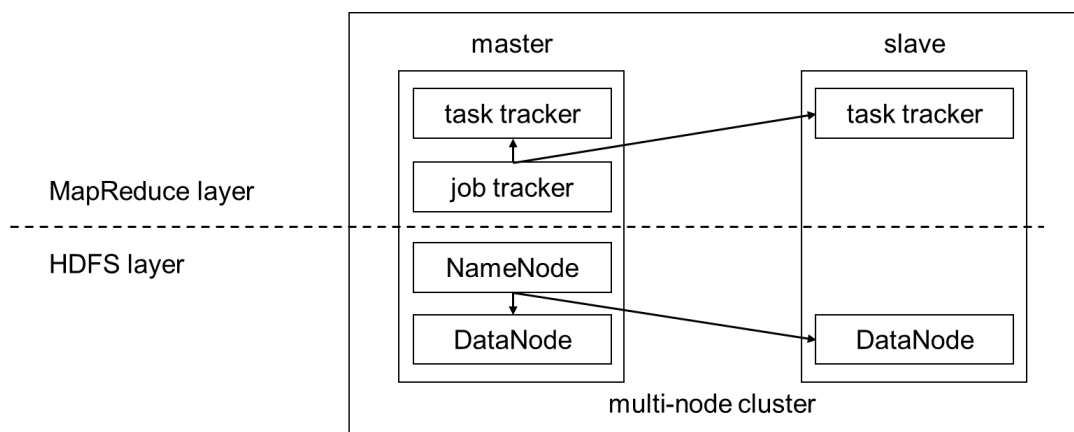 master
slave
task tracker
task tracker
job tracker
MapReduce layer
HDFS layer
NameNode
DataNode
DataNode
multi-node cluster